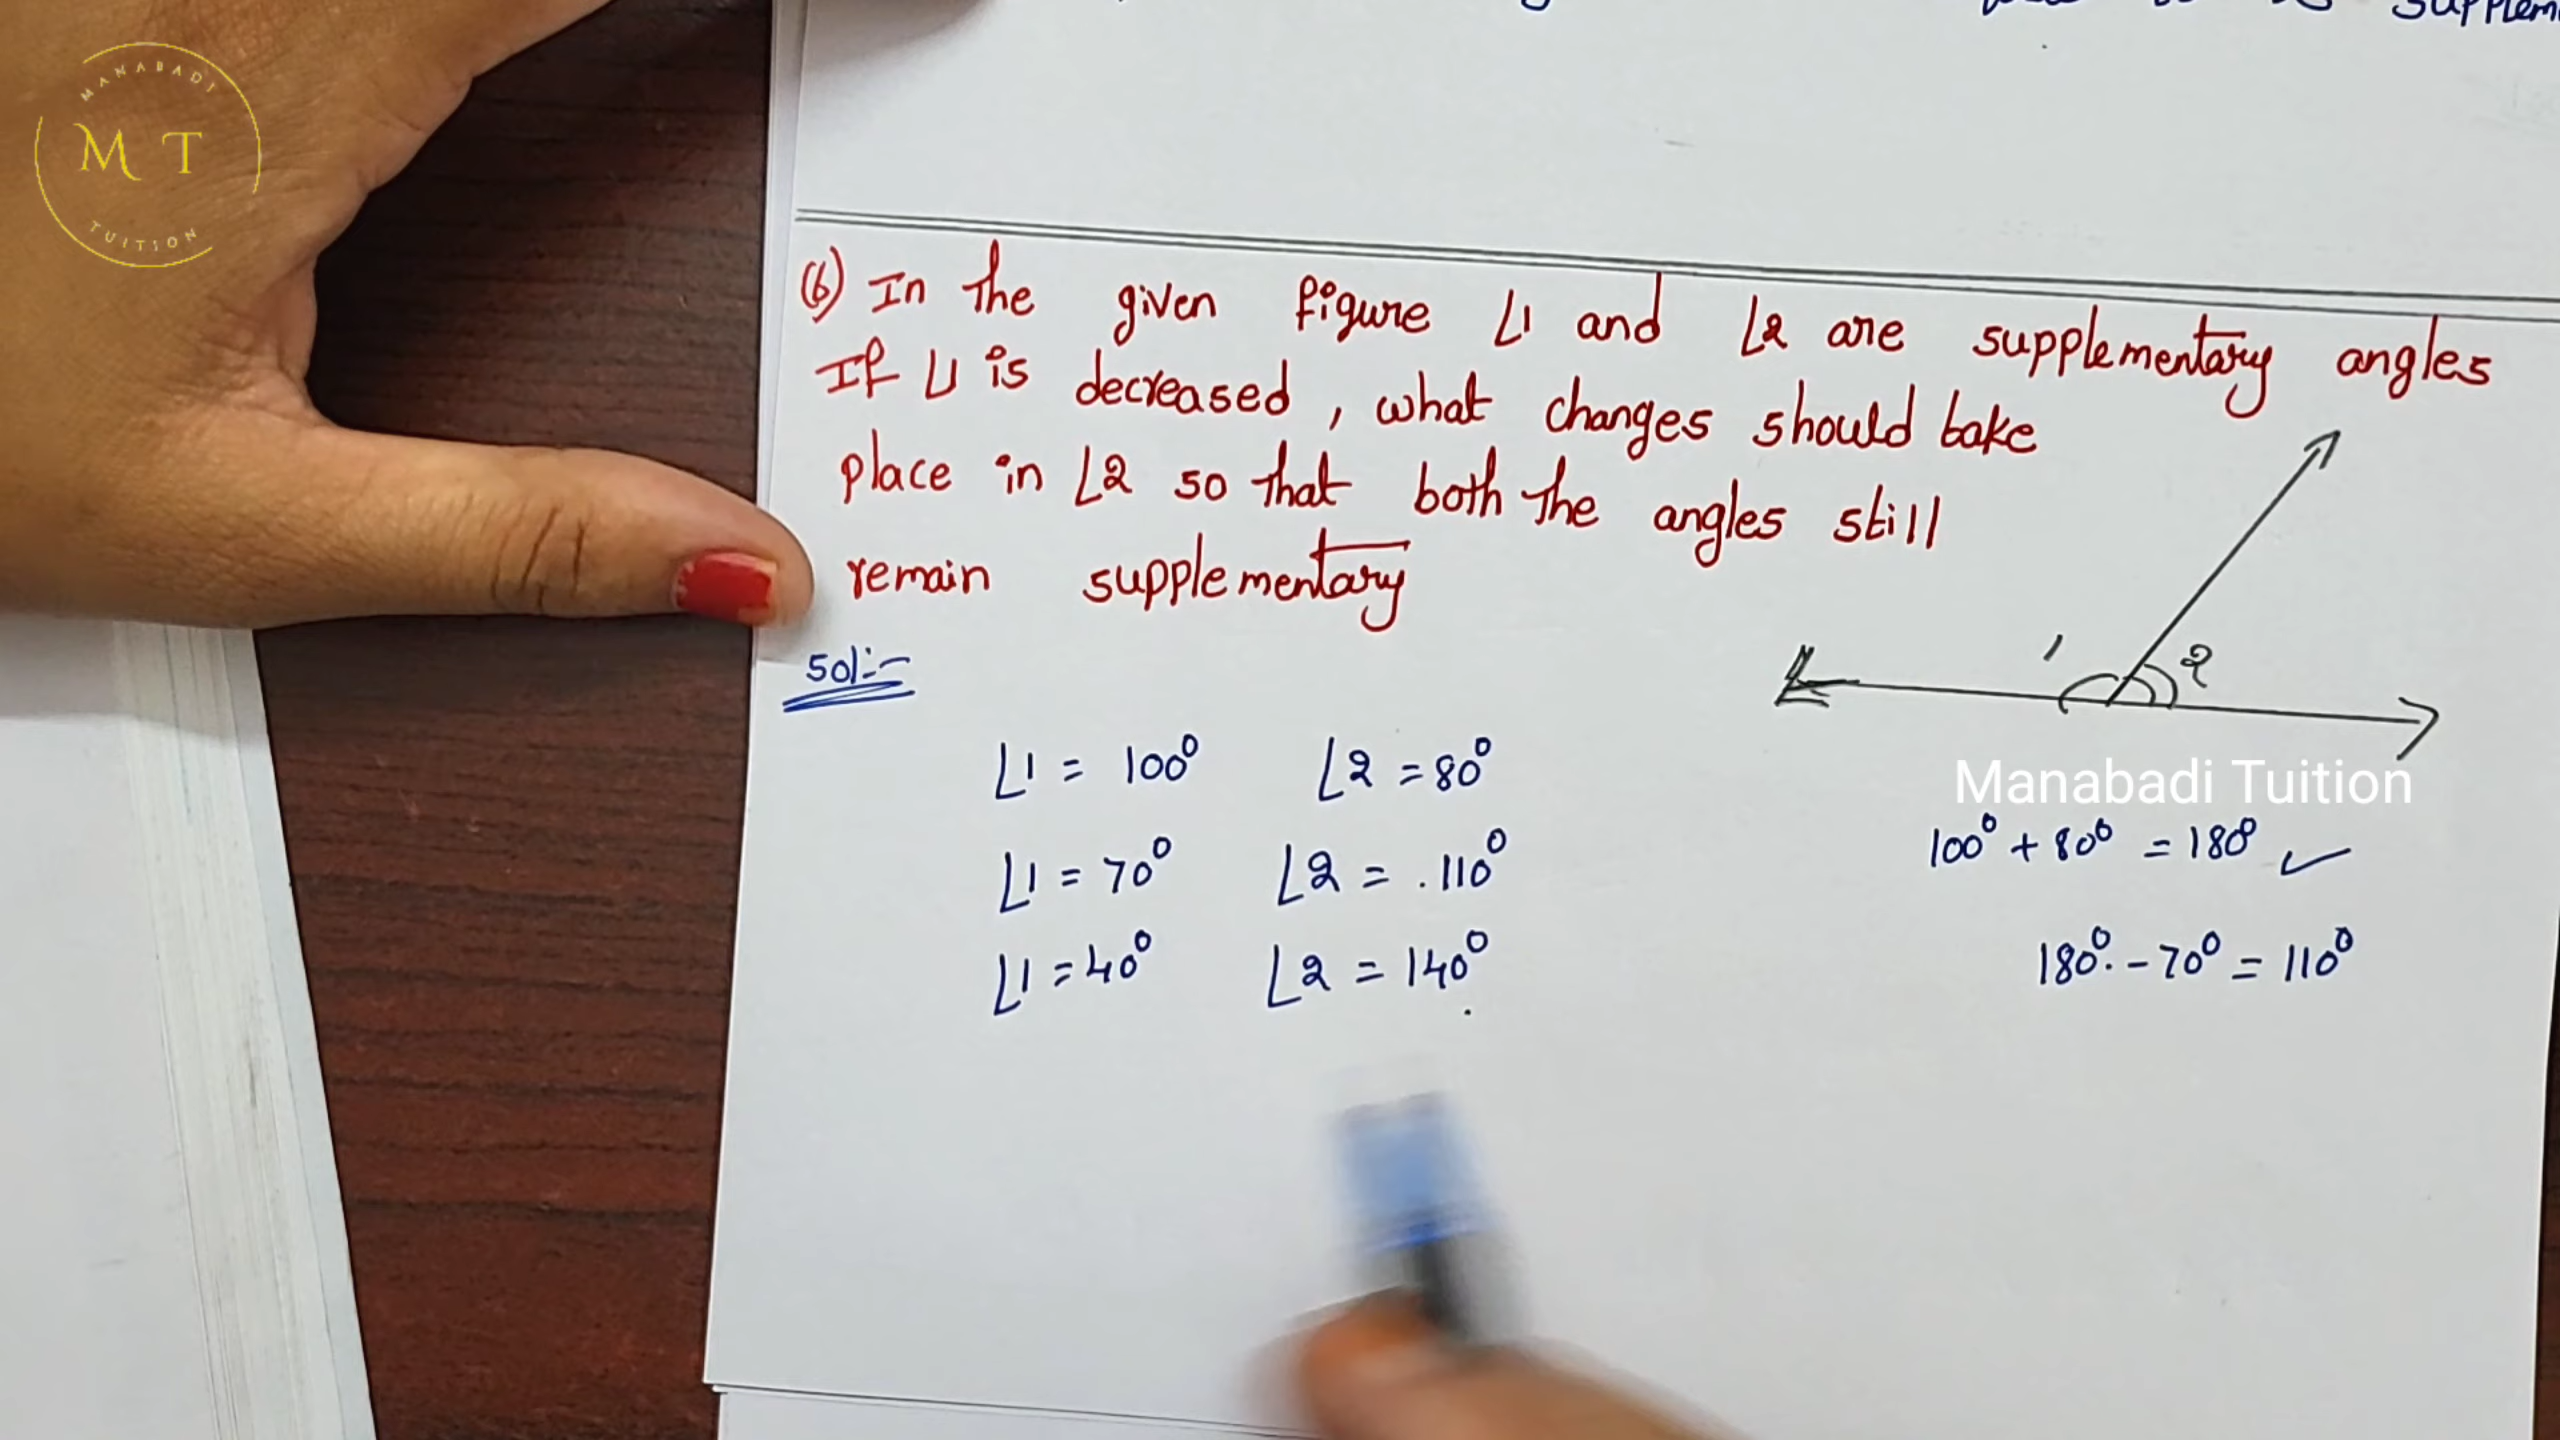 MANABADI
M T
TUITION
(6) In the given figure ∠1 and ∠2 are supplementary angles
If ∠1 is decreased, what changes should take
place in ∠2 so that both the angles still
remain supplementary
Sol:-
1 2
∠1 = 100° ∠2 = 80°
Manabadi Tuition
100° + 80° = 180° ✓
∠1 = 70° ∠2 = 110°
180° - 70° = 110°
∠1 = 40° ∠2 = 140°